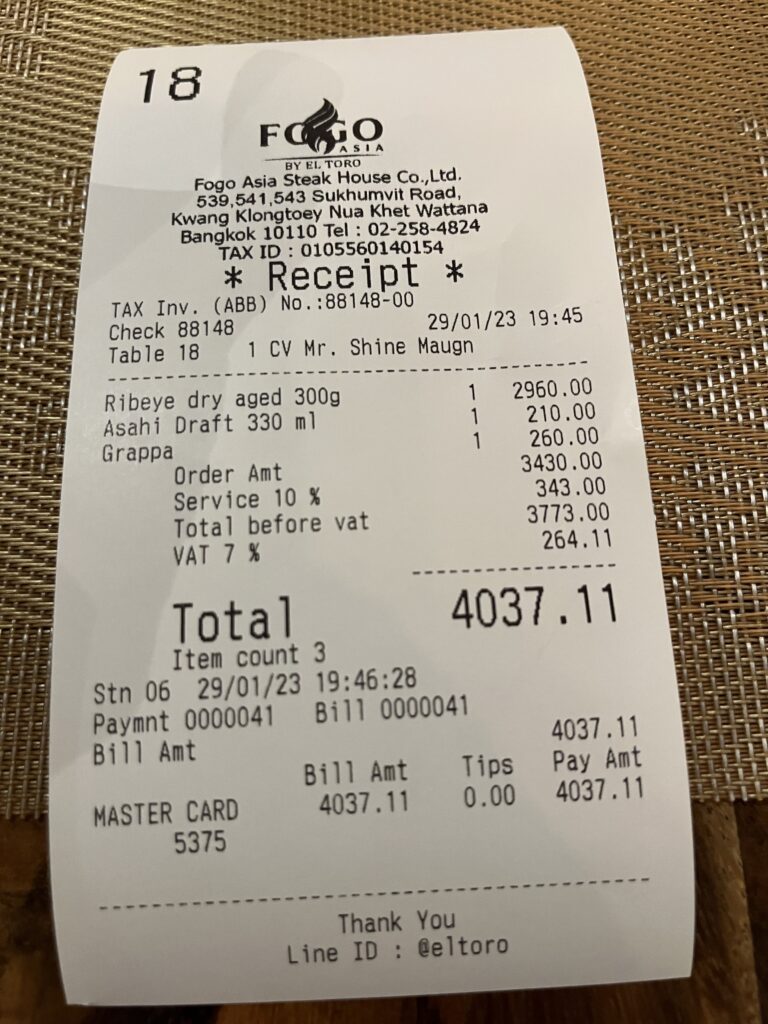 18
FOGO
ASIA
BY EL TORO
Fogo Asia Steak House Co.,Ltd.
539,541,543 Sukhumvit Road,
Kwang Klongtoey Nua Khet Wattana
Bangkok 10110 Tel : 02-258-4824
TAX ID : 0105560140154
* Receipt *
TAX Inv. (ABB) No.:88148-00
Check 88148 29/01/23 19:45
Table 18 1 CV Mr. Shine Maugn
Ribeye dry aged 300g 1 2960.00
Asahi Draft 330 ml 1 210.00
Grappa 1 260.00
Order Amt 3430.00
Service 10 % 343.00
Total before vat 3773.00
VAT 7 % 264.11
Total 4037.11
Item count 3
Stn 06 29/01/23 19:46:28
Paymnt 0000041 Bill 0000041
Bill Amt 4037.11
Bill Amt Tips Pay Amt
MASTER CARD 4037.11 0.00 4037.11
5375
Thank You
Line ID : @eltoro